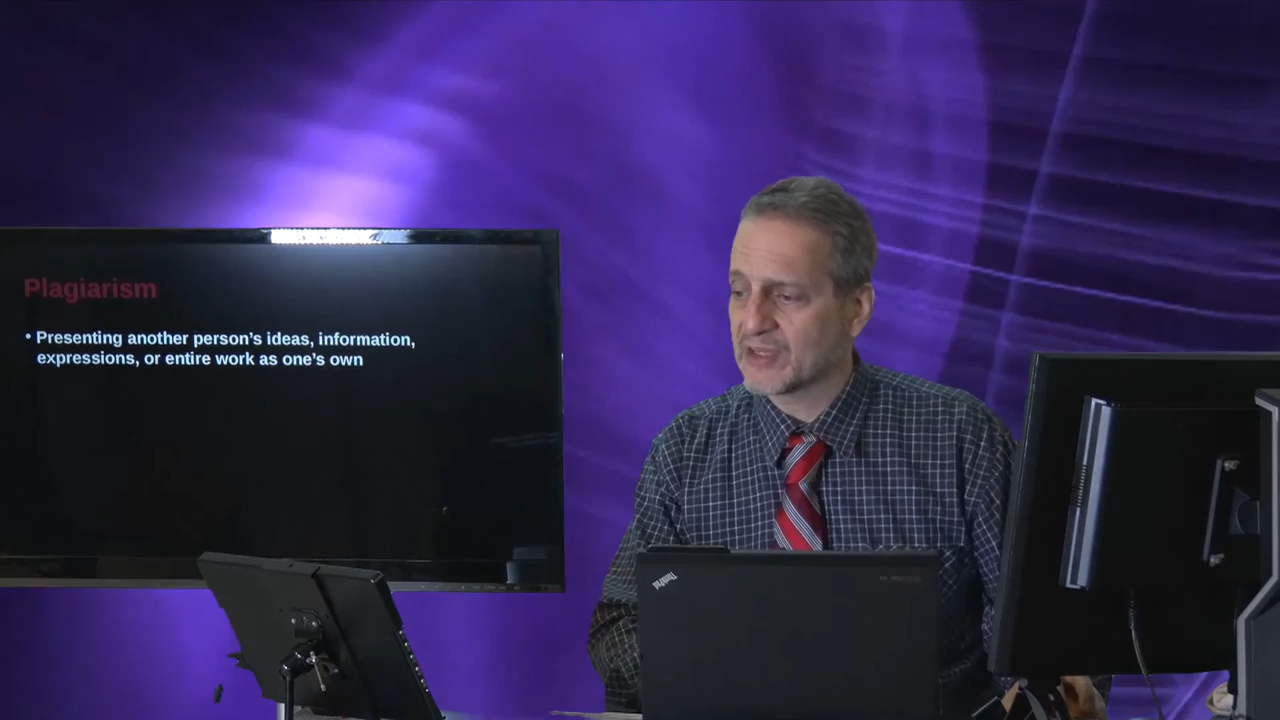 Plagiarism
• Presenting another person's ideas, information,
expressions, or entire work as one's own
ThinkPad